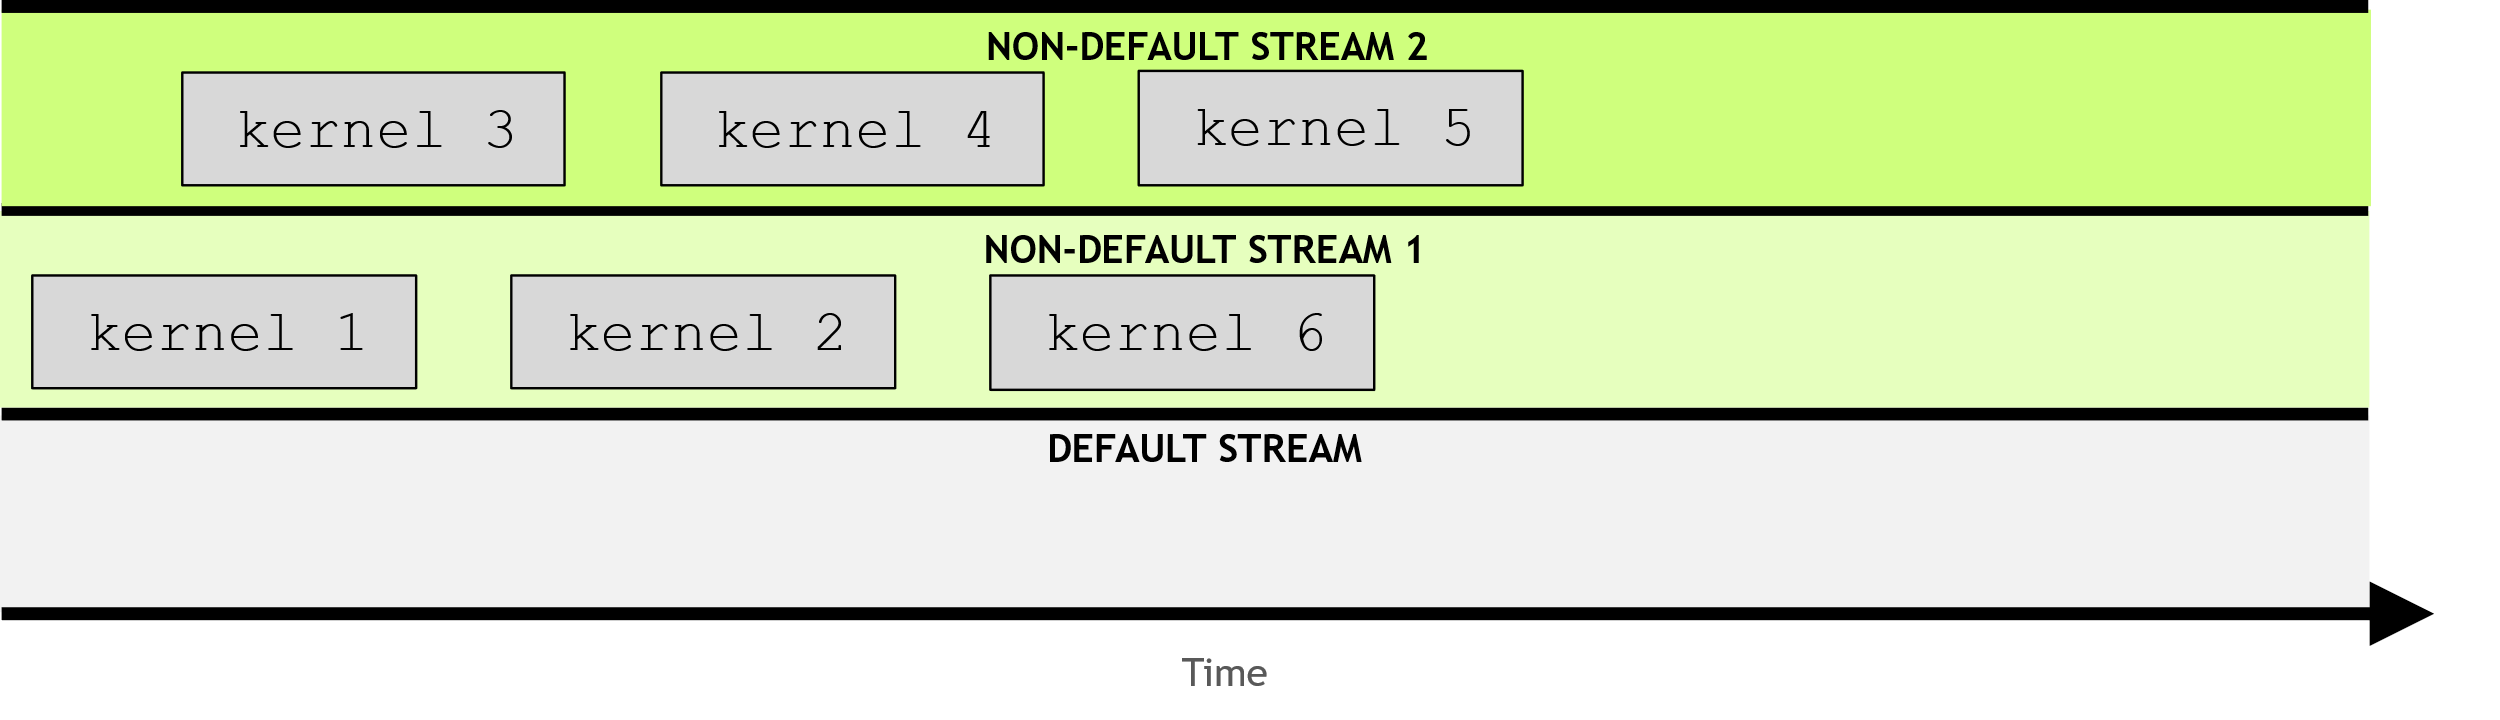 NON-DEFAULT STREAM 2
kernel 3
kernel 4
kernel 5
NON-DEFAULT STREAM 1
kernel 1
kernel 2
kernel 6
DEFAULT STREAM
Time